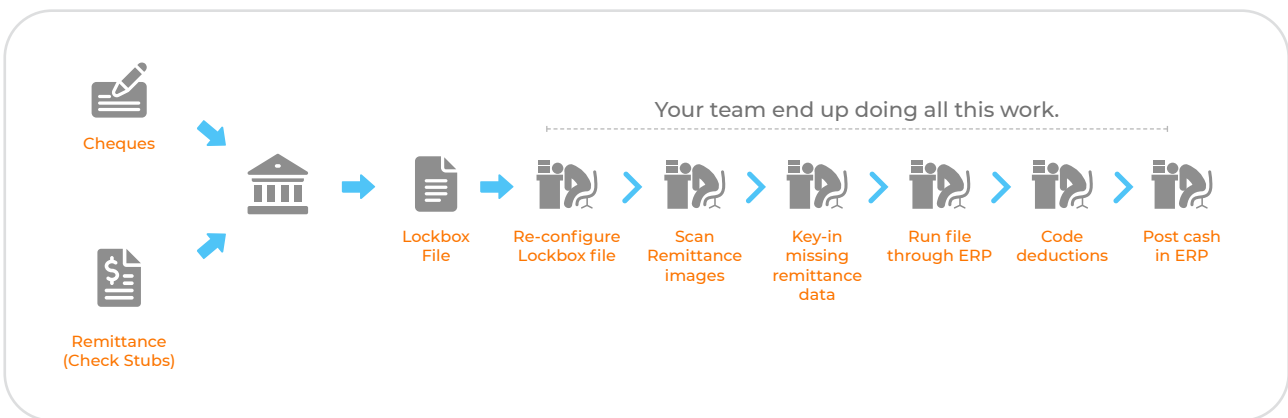 Your team end up doing all this work.
Cheques
Remittance
(Check Stubs)
Lockbox
File
Re-configure
Lockbox file
Scan
Remittance
images
Key-in
missing
remittance
data
Run file
through ERP
Code
deductions
Post cash
in ERP